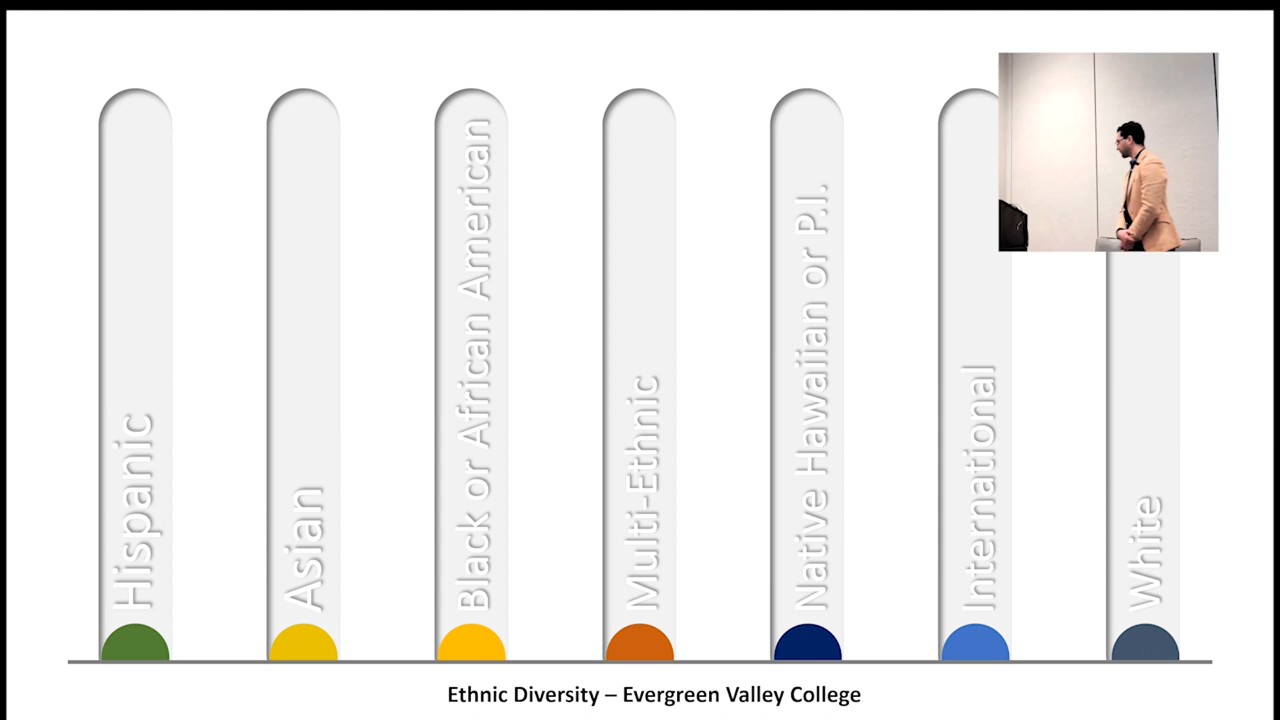 Hispanic
Asian
Black or African American
Multi-Ethnic
Native Hawaiian or P.I.
International
White
Ethnic Diversity – Evergreen Valley College